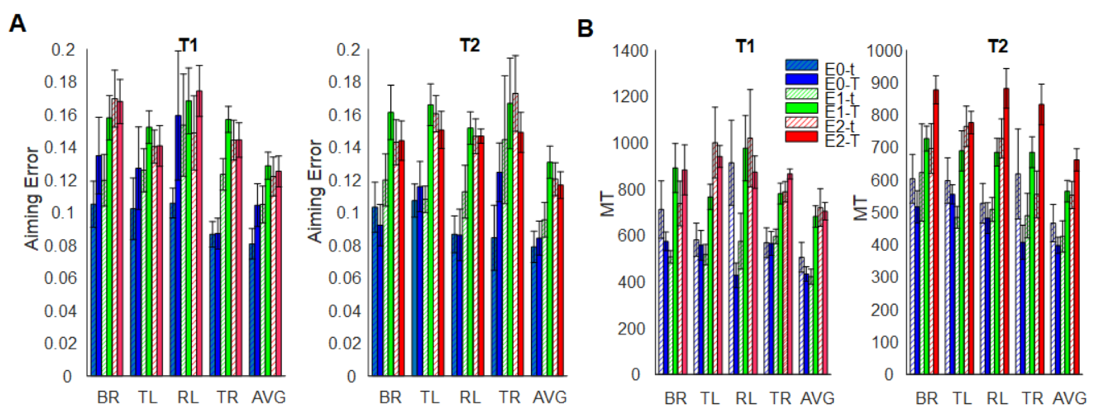 A
T1
Aiming Error
0.2
0.18
0.16
0.14
0.12
0.1
0.08
0.06
0.04
0.02
0
BR TL RL TR AVG
T2
Aiming Error
0.2
0.18
0.16
0.14
0.12
0.1
0.08
0.06
0.04
0.02
0
BR TL RL TR AVG
B
T1
MT
1400
1200
1000
800
600
400
200
0
BR TL RL TR AVG
E0-t
E0-T
E1-t
E1-T
E2-t
E2-T
T2
MT
1000
900
800
700
600
500
400
300
200
100
0
BR TL RL TR AVG